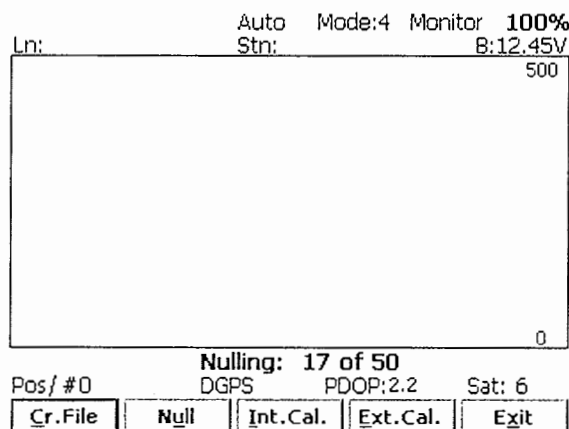 Auto Mode:4 Monitor 100%
Ln: Stn: B:12.45V
500
0
Nulling: 17 of 50
Pos/ #0 DGPS PDOP:2.2 Sat: 6
Cr.File Null Int.Cal. Ext.Cal. Exit